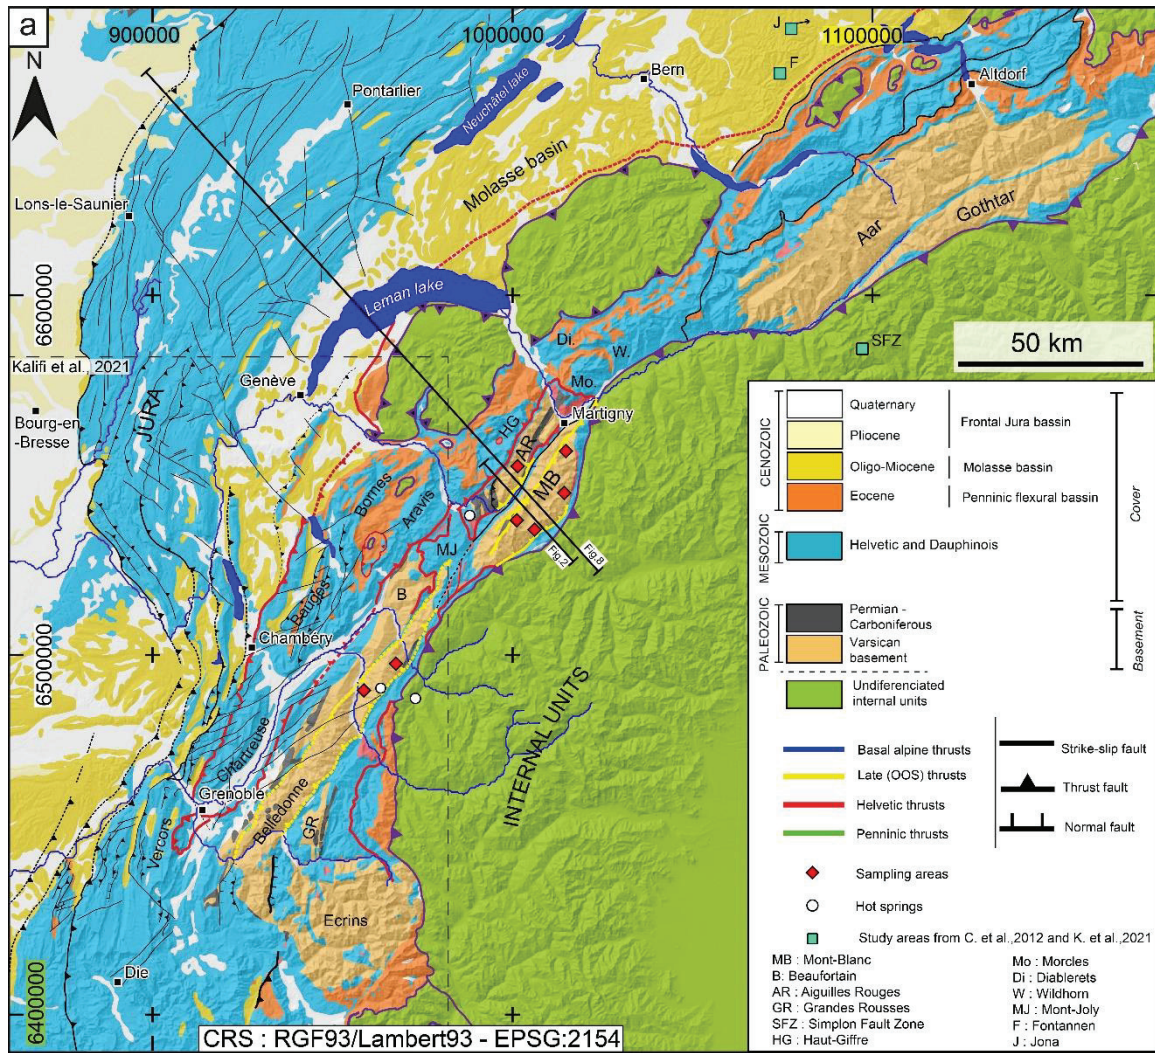 a
900000
1000000
1100000
J
F
N
Bern
Altdorf
Pontarlier
Neuchâtel lake
Molasse basin
Lons-le-Saunier
Aar
Gothtar
6600000
Leman lake
SFZ
50 km
Kalifi et al., 2021
Genève
Di.
W.
Mo.
Martigny
Bourg-en
-Bresse
JURA
HG
AR
MB
Bornes
Aravis
MJ
Fig.2
Fig.8
B
Bauges
Chambéry
6500000
INTERNAL UNITS
Chartreuse
Grenoble
Belledonne
GR
Vercors
Ecrins
Die
6400000
CRS : RGF93/Lambert93 - EPSG:2154
CENOZOIC
Quaternary
Pliocene
Frontal Jura bassin
Oligo-Miocene
Molasse bassin
Eocene
Penninic flexural bassin
Cover
MESOZOIC
Helvetic and Dauphinois
PALEOZOIC
Permian -
Carboniferous
Varsican
basement
Basement
Undiferenciated
internal units
Basal alpine thrusts
Late (OOS) thrusts
Helvetic thrusts
Penninic thrusts
Strike-slip fault
Thrust fault
Normal fault
Sampling areas
Hot springs
Study areas from C. et al.,2012 and K. et al.,2021
MB : Mont-Blanc
B: Beaufortain
AR : Aiguilles Rouges
GR : Grandes Rousses
SFZ : Simplon Fault Zone
HG : Haut-Giffre
Mo : Morcles
Di : Diablerets
W : Wildhorn
MJ : Mont-Joly
F : Fontannen
J : Jona